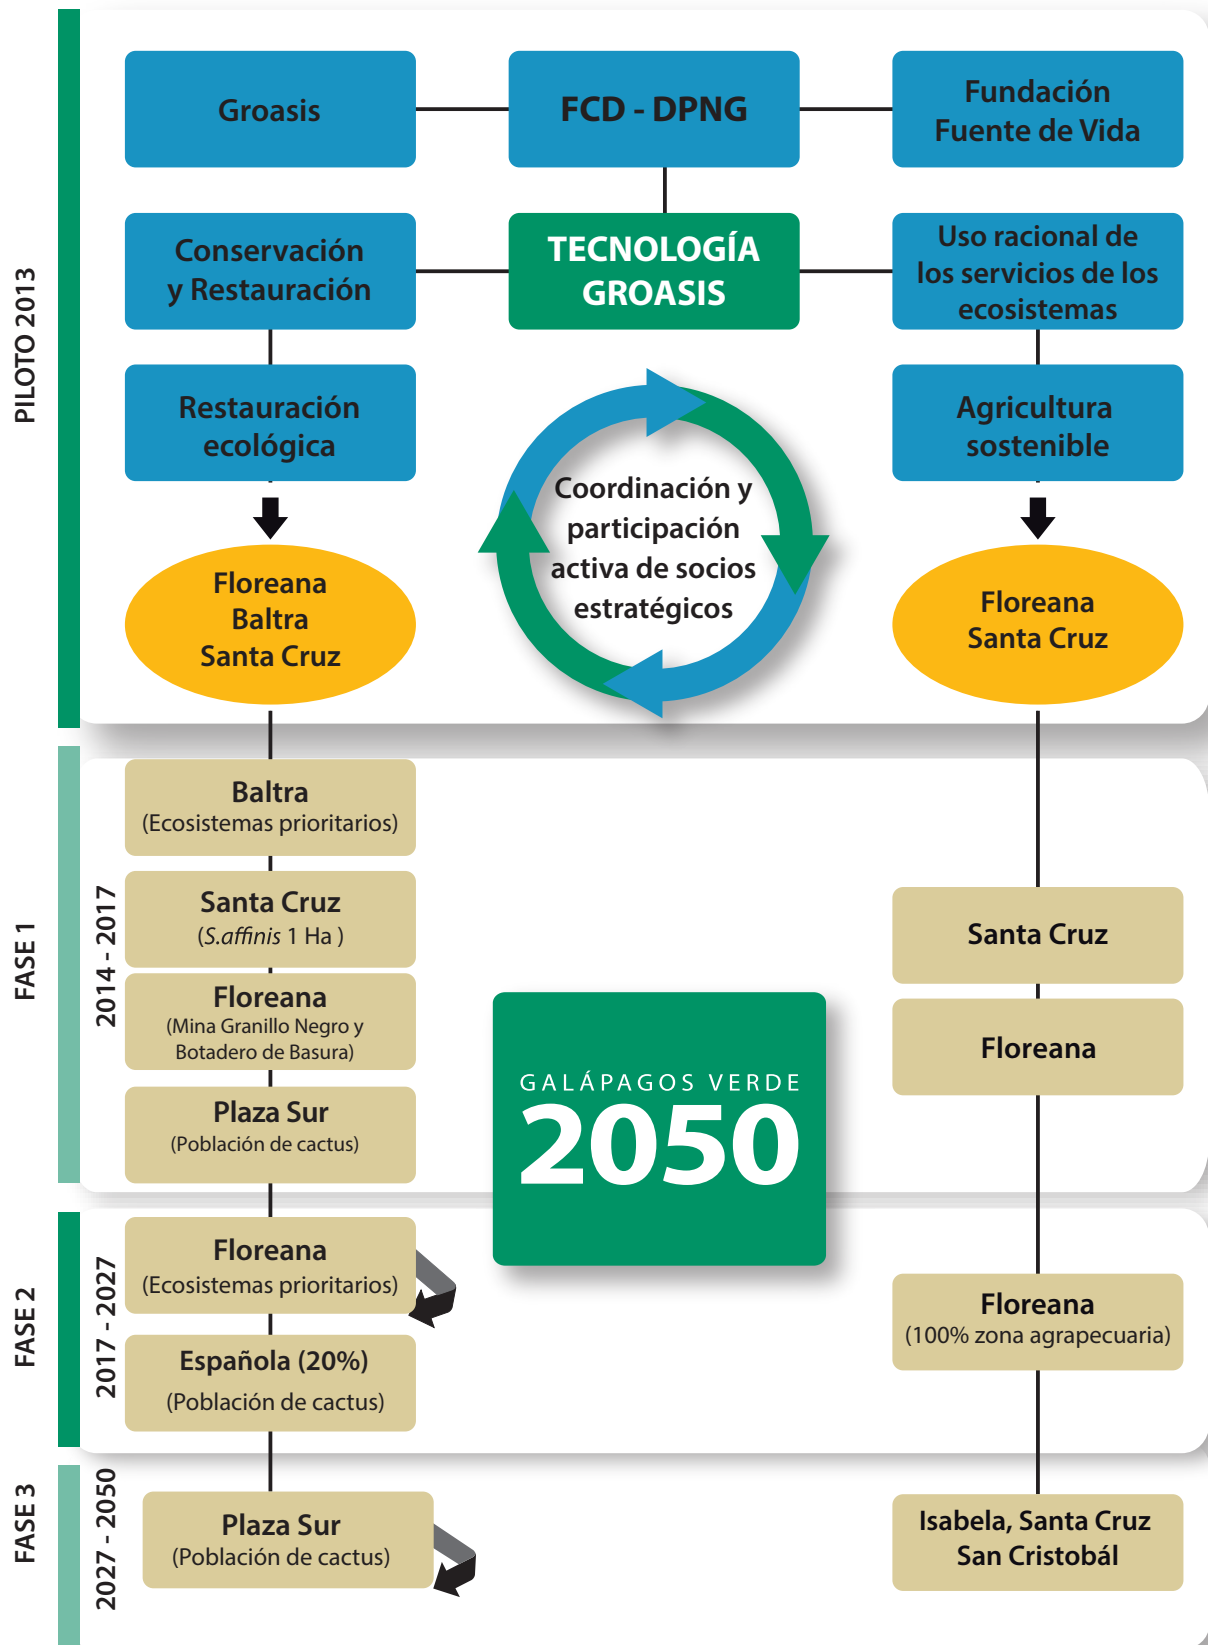 PILOTO 2013
Groasis
FCD - DPNG
Fundación
Fuente de Vida
Conservación
y Restauración
TECNOLOGÍA
GROASIS
Uso racional de
los servicios de los
ecosistemas
Restauración
ecológica
Coordinación y
participación
activa de socios
estratégicos
Agricultura
sostenible
Floreana
Baltra
Santa Cruz
Floreana
Santa Cruz
FASE 1
2014 - 2017
Baltra
(Ecosistemas prioritarios)
Santa Cruz
(S.affinis 1 Ha )
Floreana
(Mina Granillo Negro y
Botadero de Basura)
Plaza Sur
(Población de cactus)
Santa Cruz
Floreana
GALÁPAGOS VERDE
2050
FASE 2
2017 - 2027
Floreana
(Ecosistemas prioritarios)
Española (20%)
(Población de cactus)
Floreana
(100% zona agrapecuaria)
FASE 3
2027 - 2050
Plaza Sur
(Población de cactus)
Isabela, Santa Cruz
San Cristobál